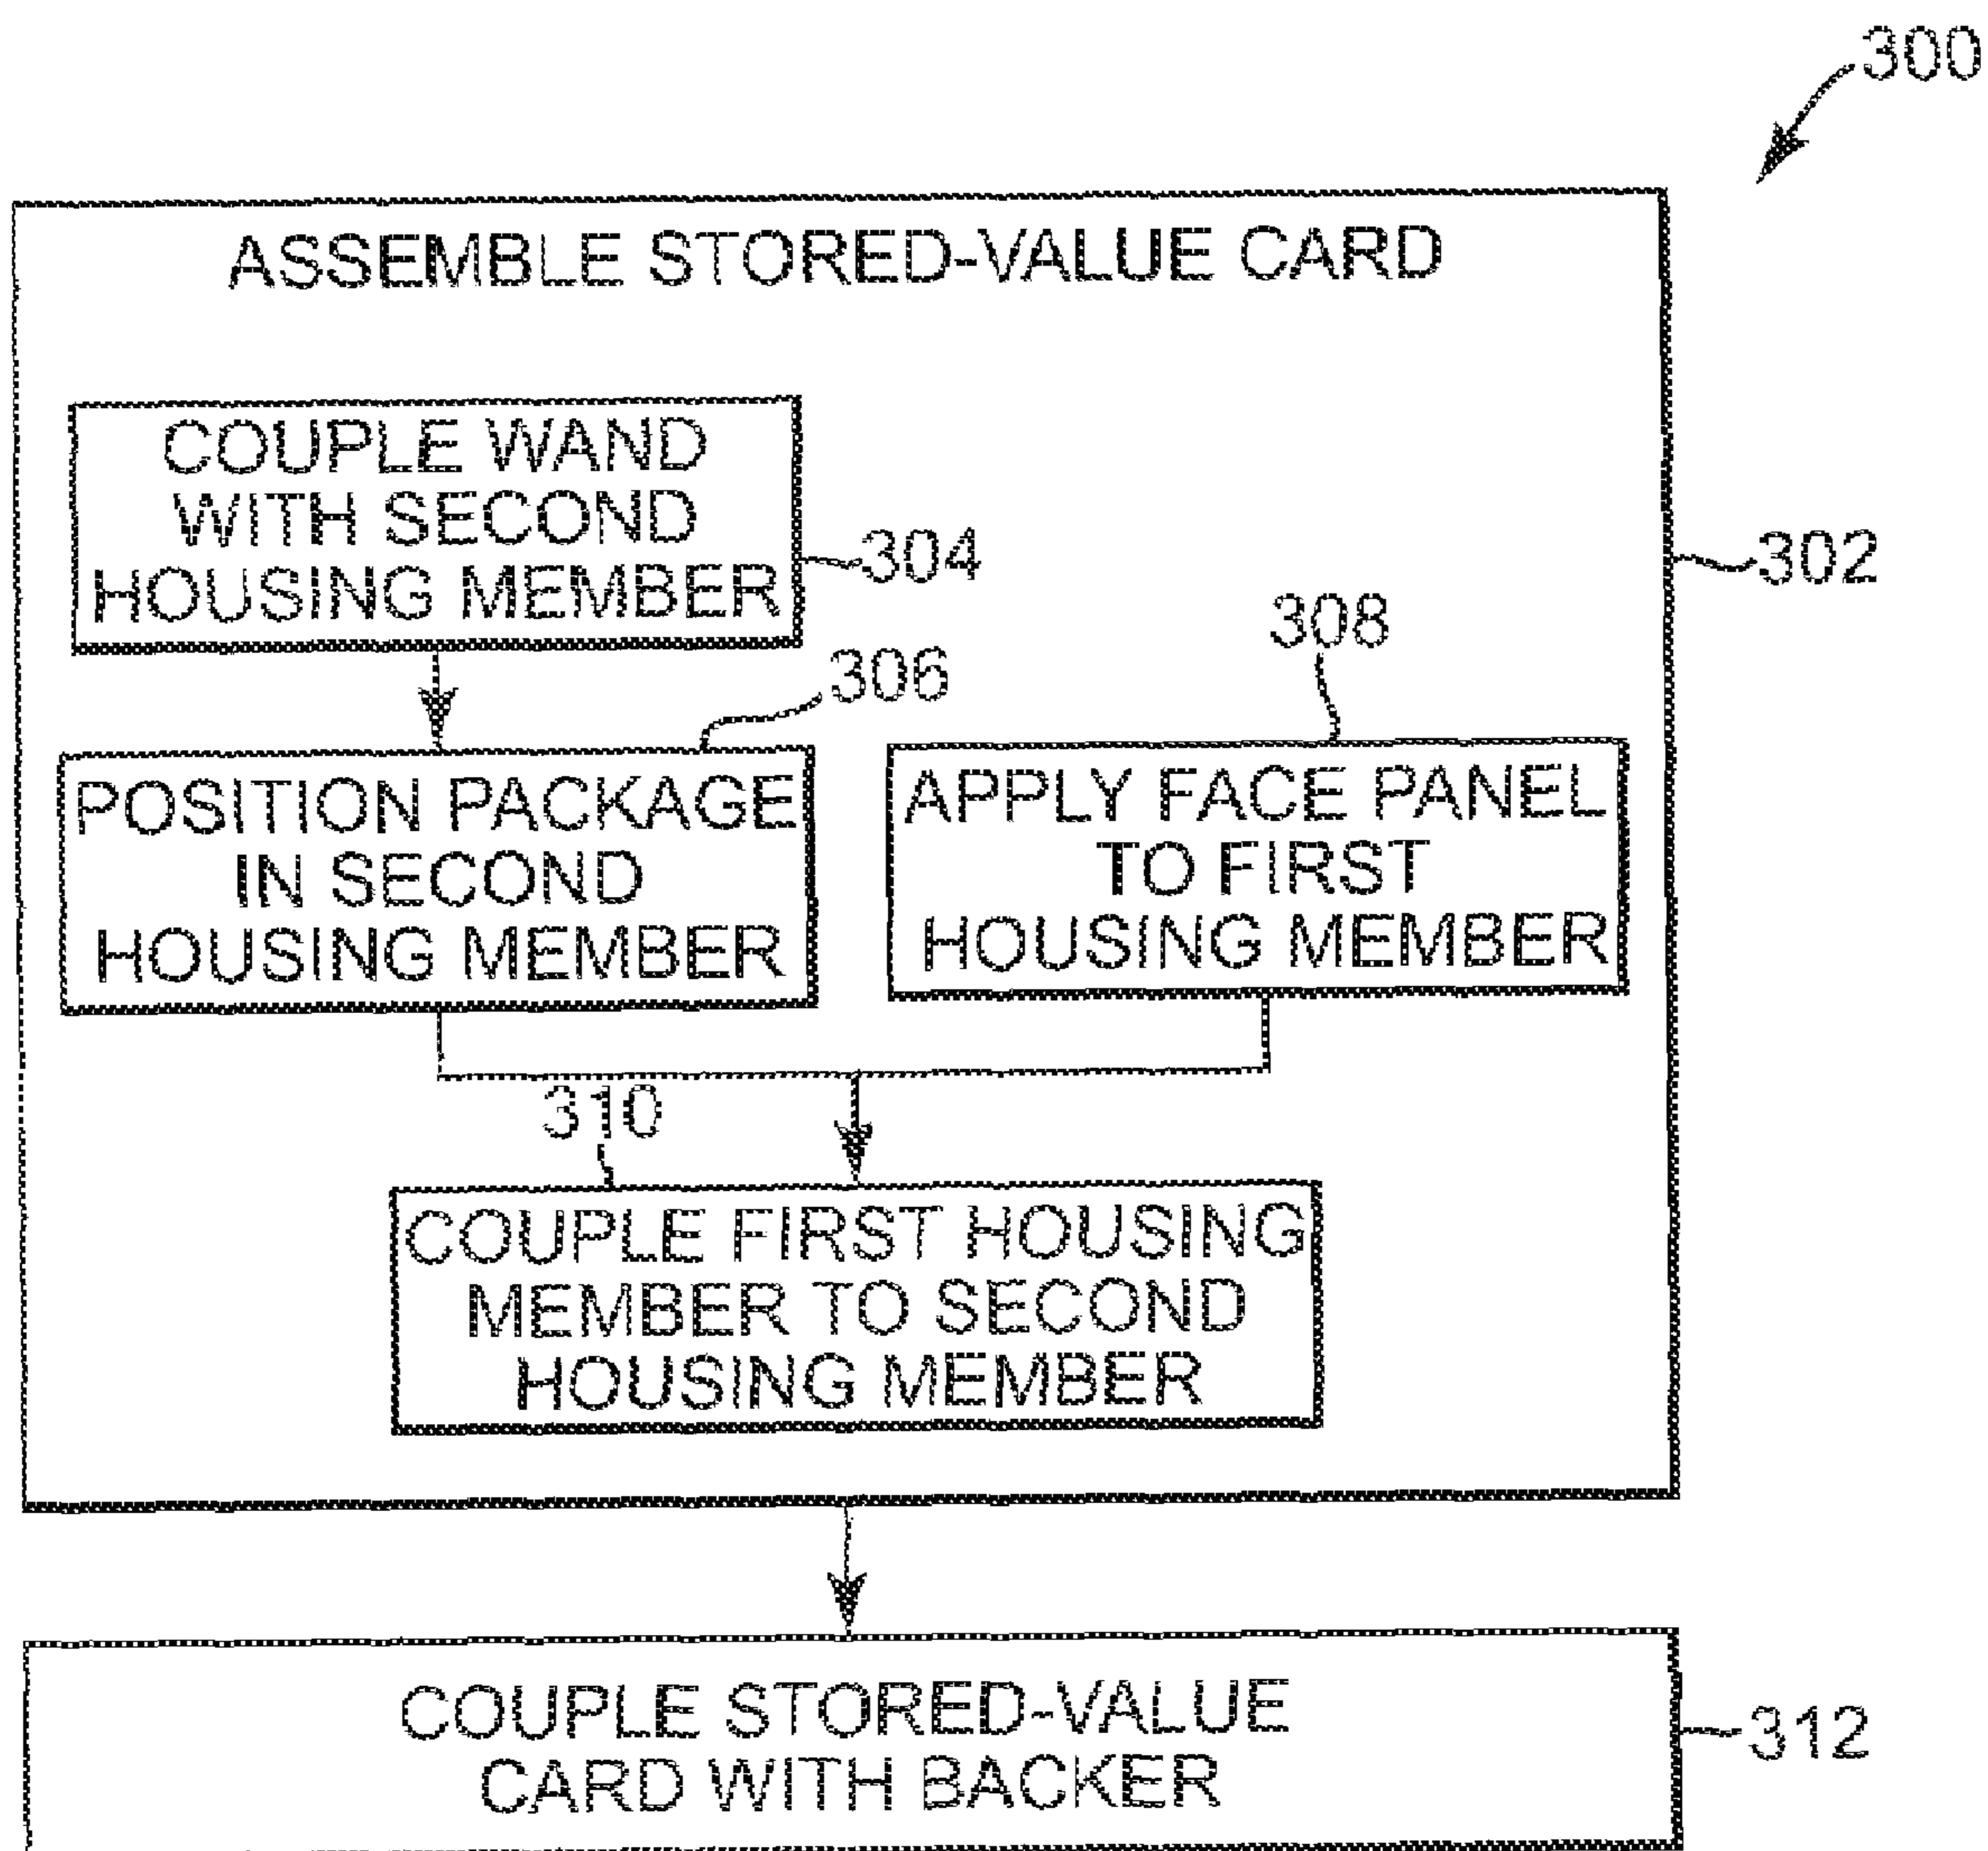 300
ASSEMBLE STORED-VALUE CARD
COUPLE WAND
WITH SECOND
HOUSING MEMBER
304
302
308
306
POSITION PACKAGE
IN SECOND
HOUSING MEMBER
APPLY FACE PANEL
TO FIRST
HOUSING MEMBER
310
COUPLE FIRST HOUSING
MEMBER TO SECOND
HOUSING MEMBER
COUPLE STORED-VALUE
CARD WITH BACKER
312